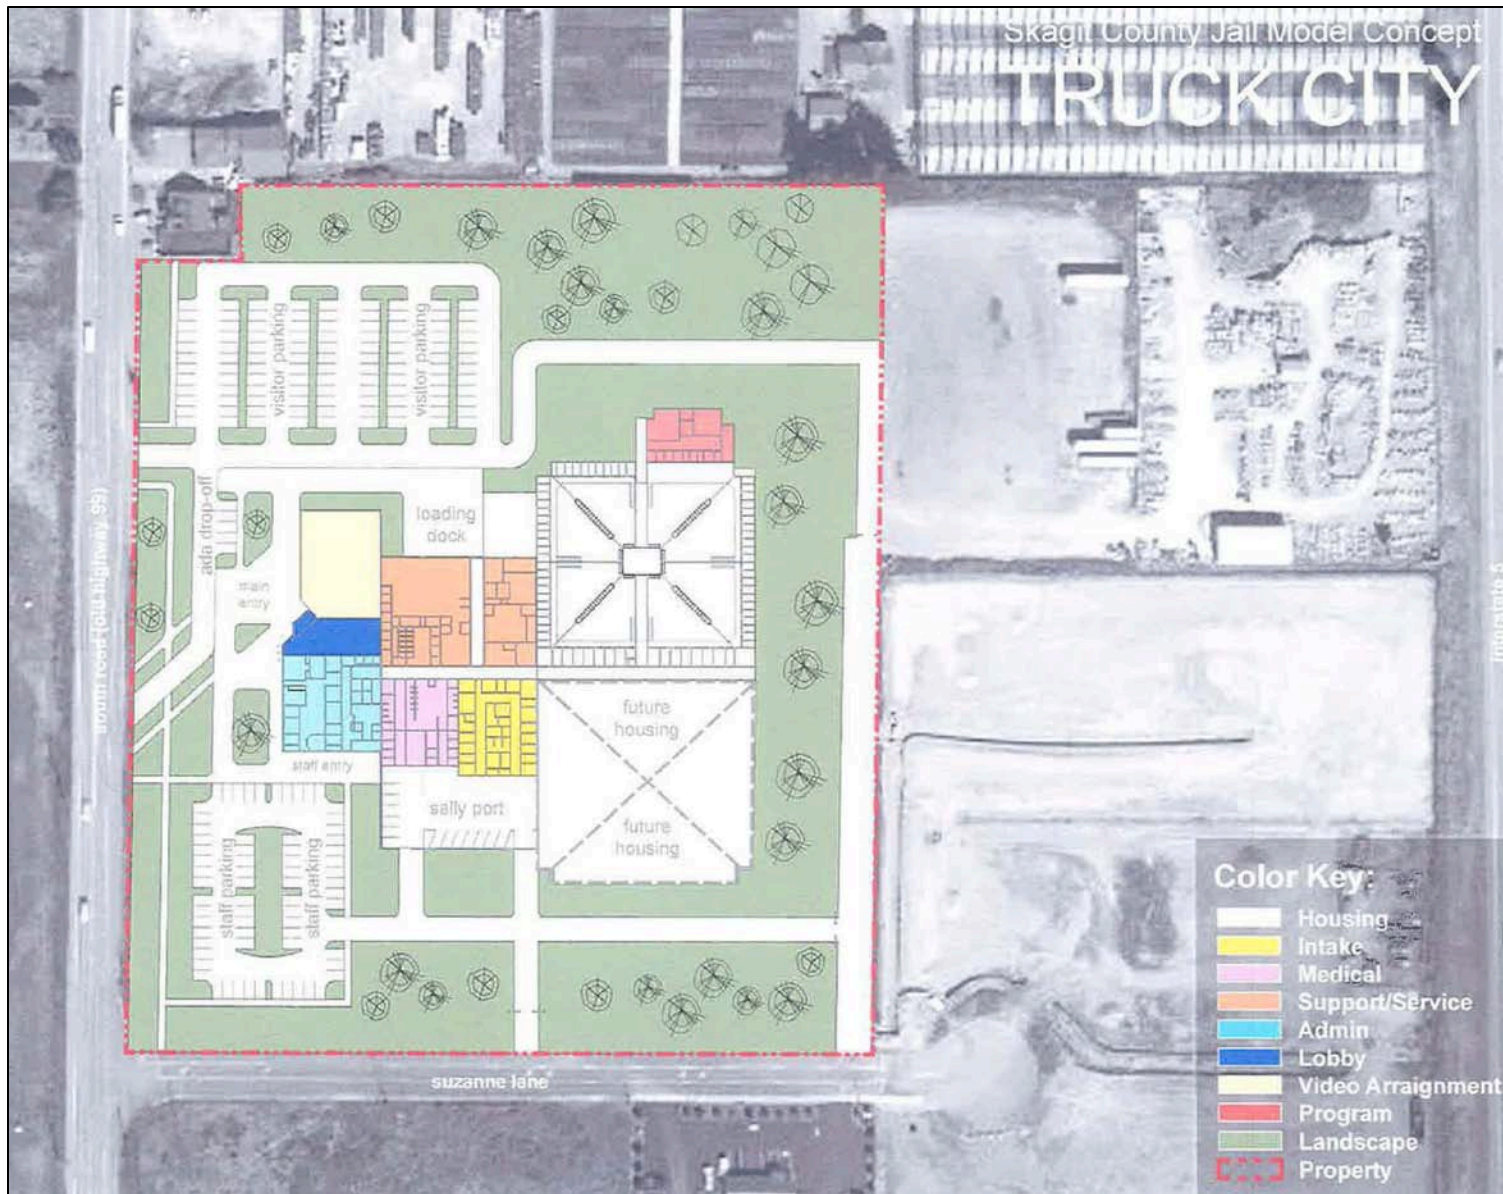 Skagit County Jail Model Concept
TRUCK CITY
visitor parking
visitor parking
ada drop-off
loading
dock
main
entry
south road (old highway 99)
future
housing
staff entry
sally port
future
housing
staff parking
staff parking
interstate 5
suzanne lane
Color Key:
Housing
Intake
Medical
Support/Service
Admin
Lobby
Video Arraignment
Program
Landscape
Property